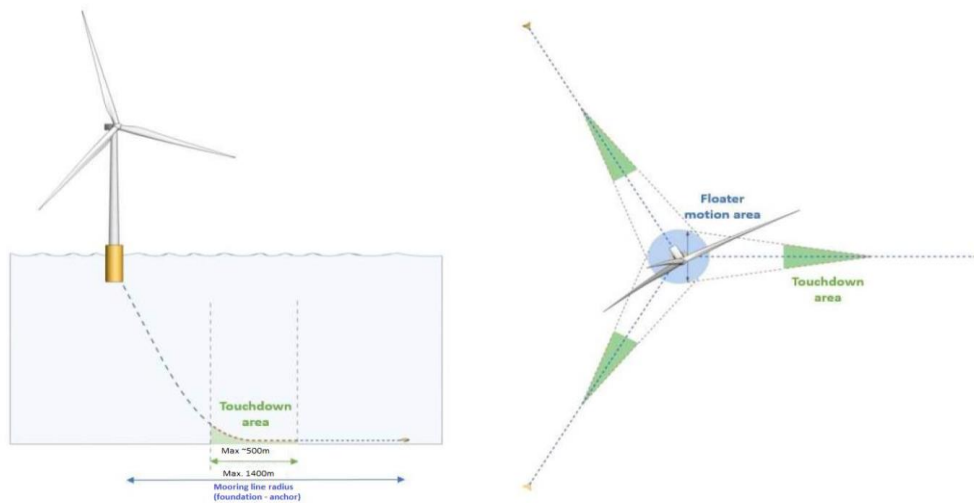 Touchdown
area
Max ~500m
Max. 1400m
Mooring line radius
(foundation - anchor)
Floater
motion area
Touchdown
area